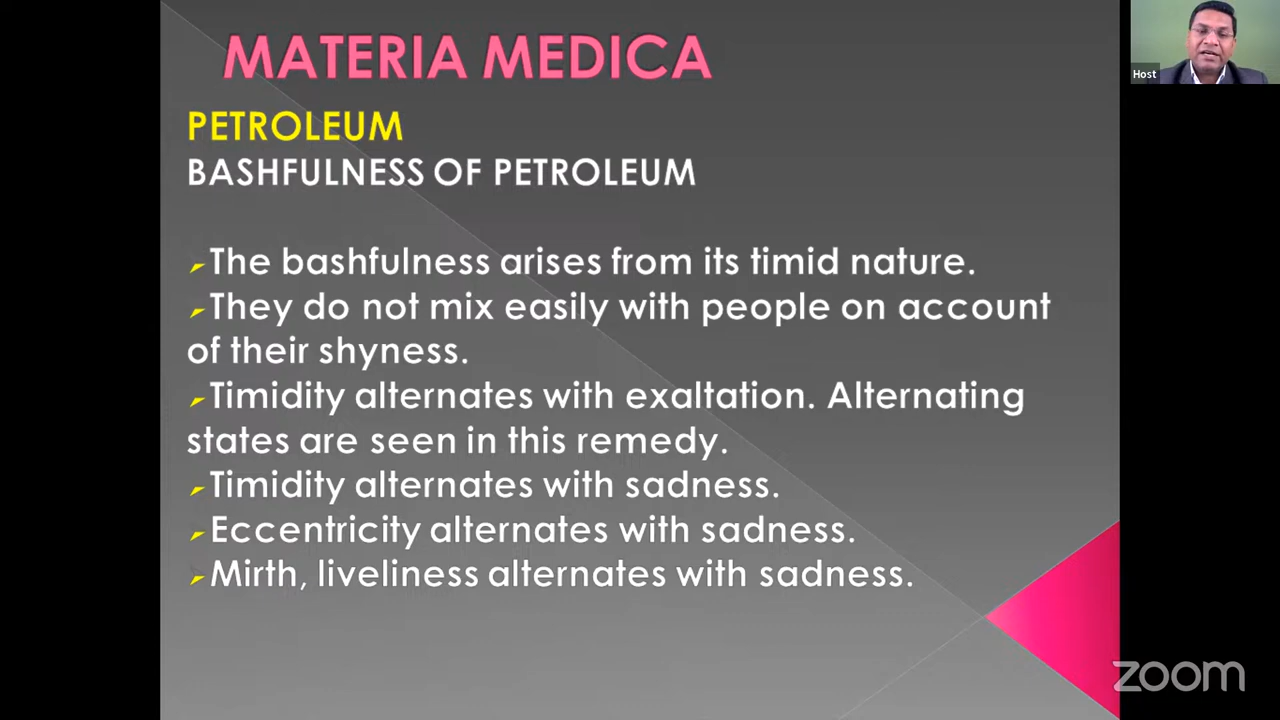 MATERIA MEDICA
Host
PETROLEUM
BASHFULNESS OF PETROLEUM
The bashfulness arises from its timid nature.
They do not mix easily with people on account
of their shyness.
Timidity alternates with exaltation. Alternating
states are seen in this remedy.
Timidity alternates with sadness.
Eccentricity alternates with sadness.
Mirth, liveliness alternates with sadness.
zoom